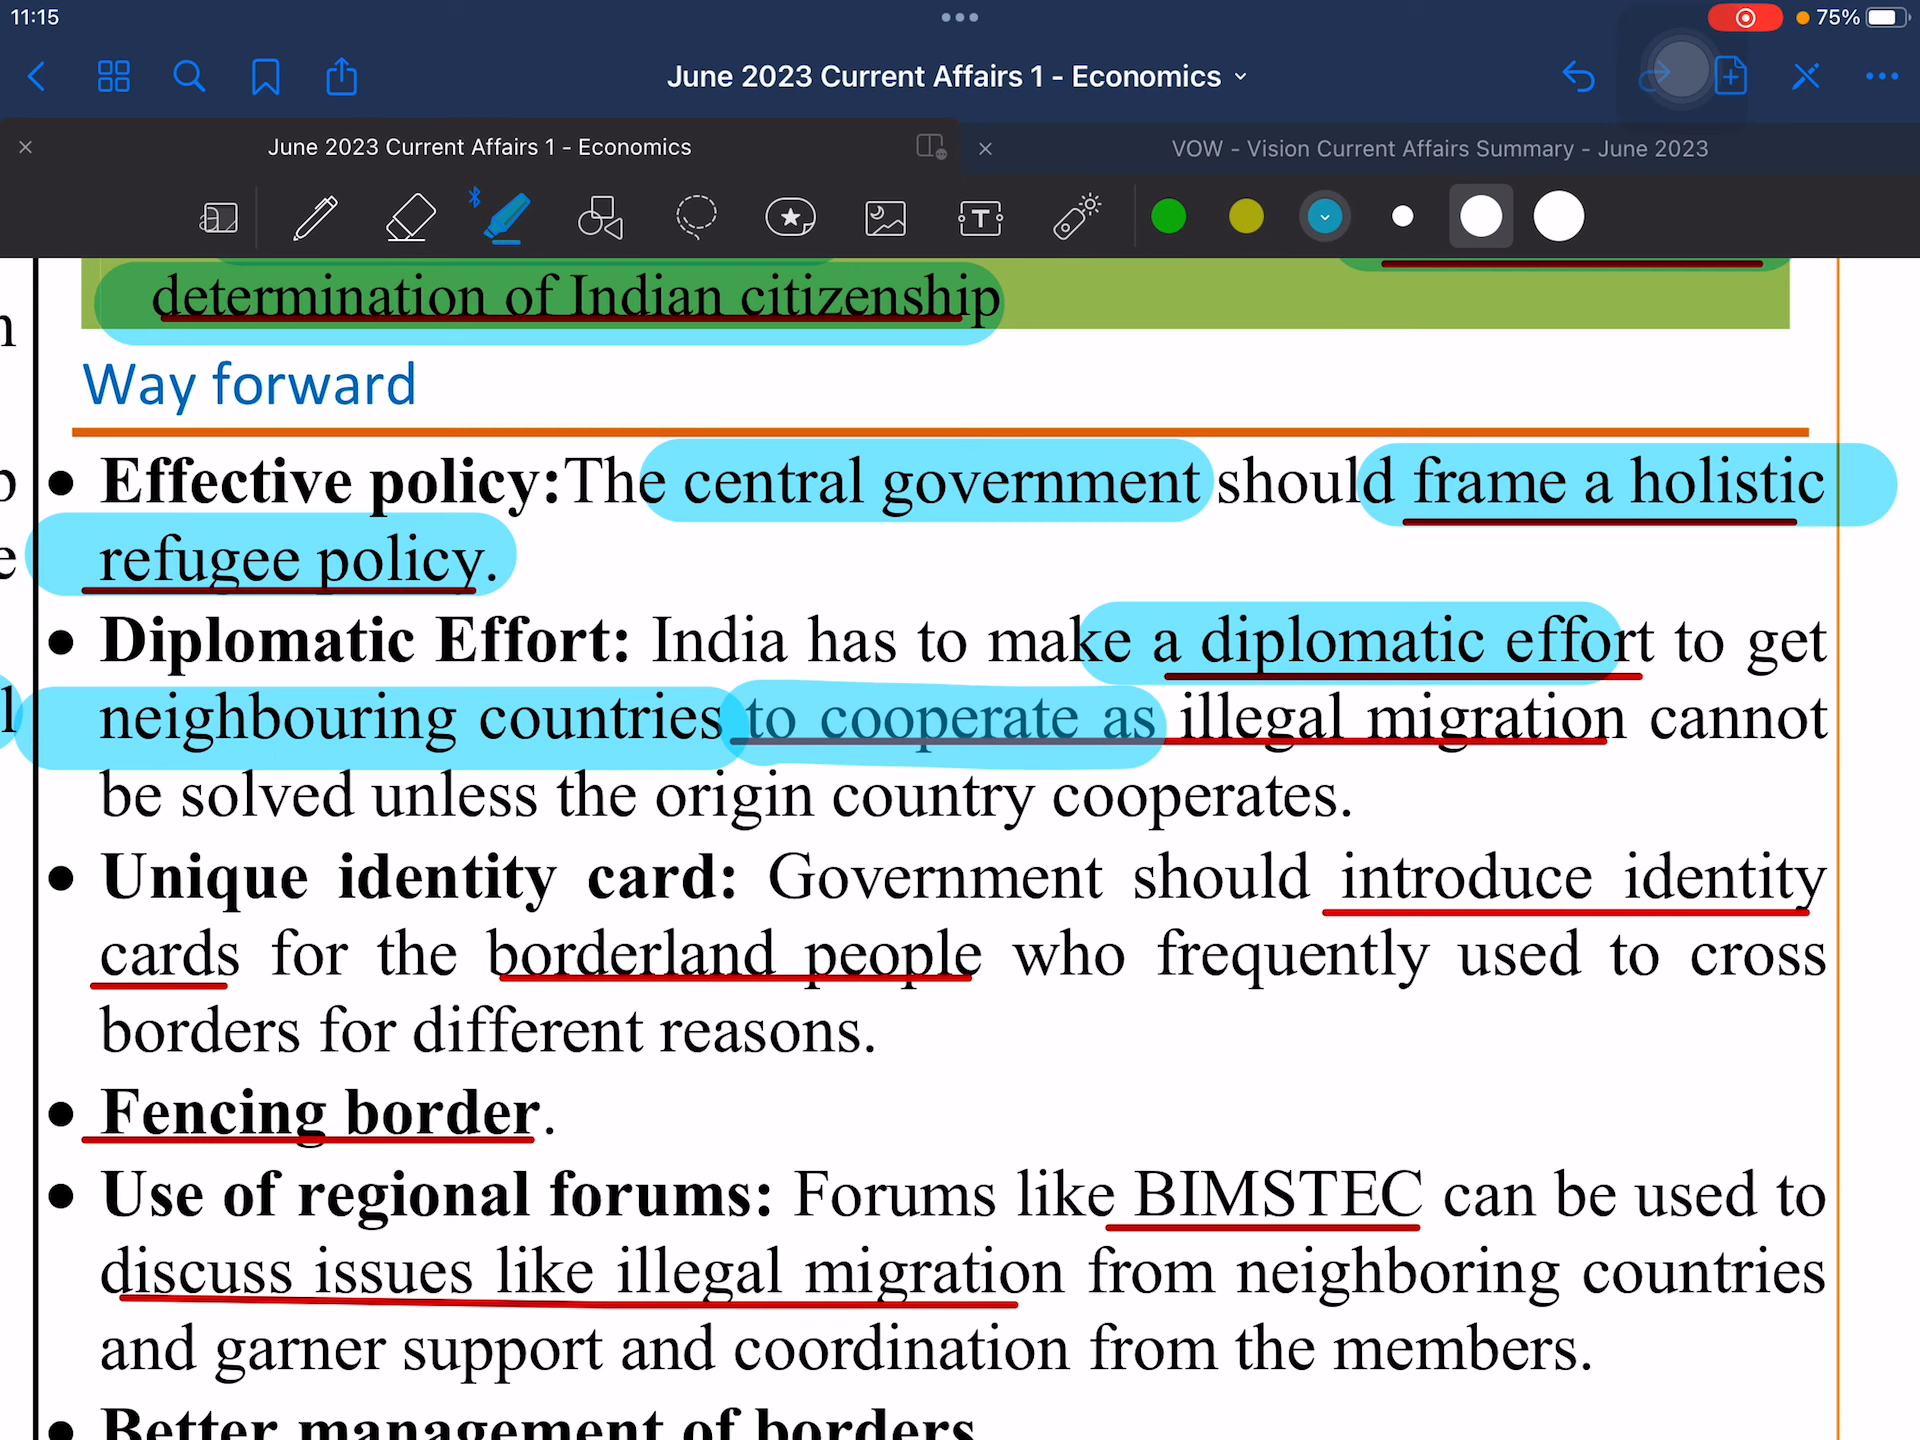 11:15
75%
June 2023 Current Affairs 1 - Economics
June 2023 Current Affairs 1 - Economics
VOW - Vision Current Affairs Summary - June 2023
determination of Indian citizenship
Way forward
• Effective policy:The central government should frame a holistic
refugee policy.
• Diplomatic Effort: India has to make a diplomatic effort to get
neighbouring countries to cooperate as illegal migration cannot
be solved unless the origin country cooperates.
• Unique identity card: Government should introduce identity
cards for the borderland people who frequently used to cross
borders for different reasons.
• Fencing border.
• Use of regional forums: Forums like BIMSTEC can be used to
discuss issues like illegal migration from neighboring countries
and garner support and coordination from the members.
• Better management of borders